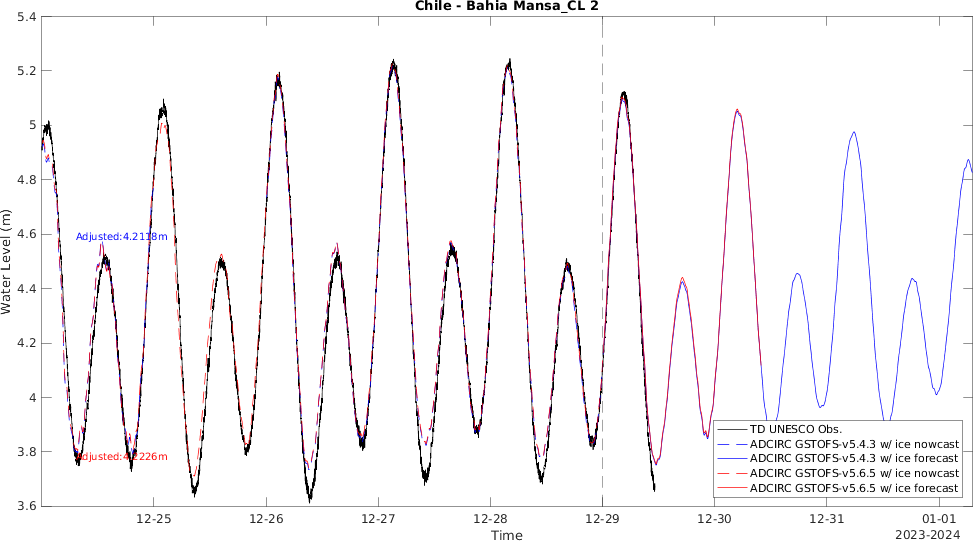 Chile - Bahia Mansa_CL 2
5.4
5.2
5
4.8
4.6
4.4
4.2
4
3.8
3.6
Water Level (m)
Adjusted:4.2118m
Adjusted:4.2226m
TD UNESCO Obs.
ADCIRC GSTOFS-v5.4.3 w/ ice nowcast
ADCIRC GSTOFS-v5.4.3 w/ ice forecast
ADCIRC GSTOFS-v5.6.5 w/ ice nowcast
ADCIRC GSTOFS-v5.6.5 w/ ice forecast
12-25 12-26 12-27 12-28 12-29 12-30 12-31 01-01
Time
2023-2024